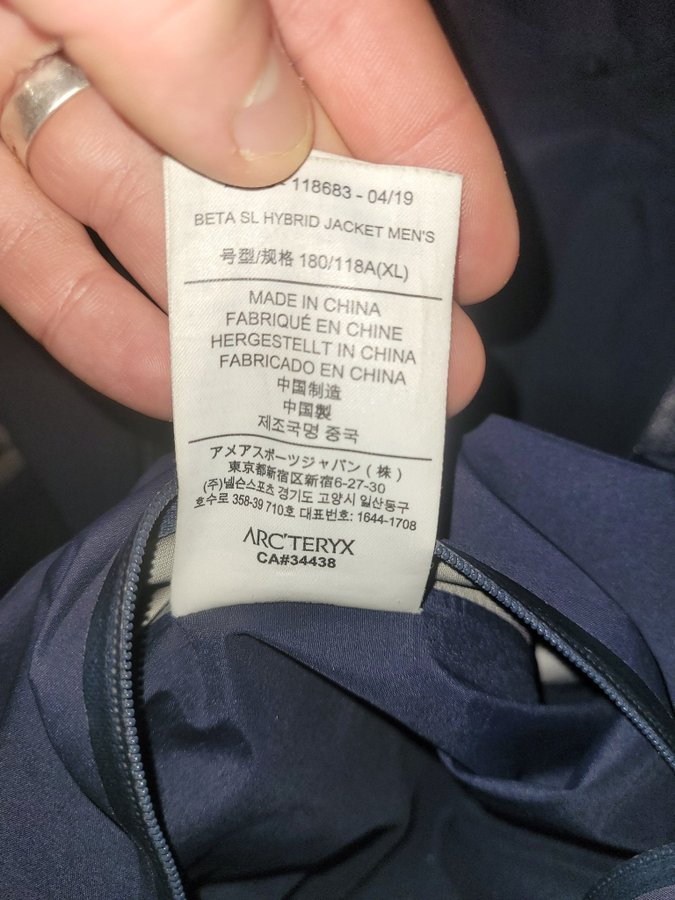 118683 - 04/19
BETA SL HYBRID JACKET MEN'S
号型/规格 180/118A(XL)
MADE IN CHINA
FABRIQUÉ EN CHINE
HERGESTELLT IN CHINA
FABRICADO EN CHINA
中国制造
中国製
제조국명 중국
アメアスポーツジャパン(株)
東京都新宿区新宿6-27-30
(주)넬슨스포츠 경기도 고양시 일산동구
호수로 358-39 710호 대표번호: 1644-1708
ARC'TERYX
CA#34438